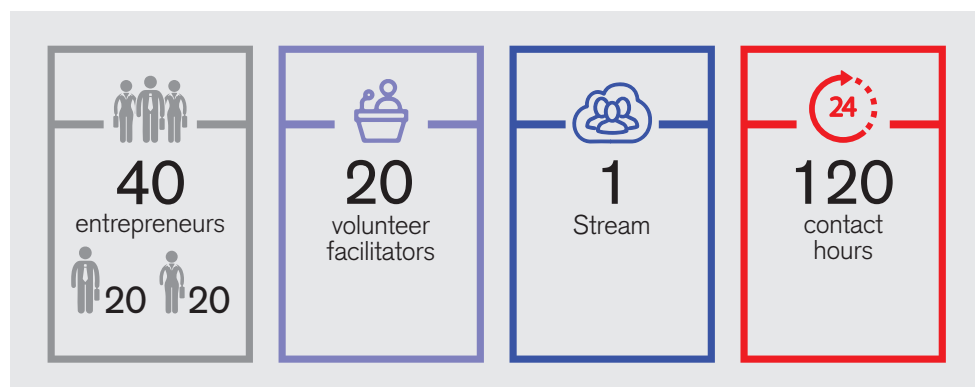 40
entrepreneurs
20 20
20
volunteer
facilitators
1
Stream
24
120
contact
hours